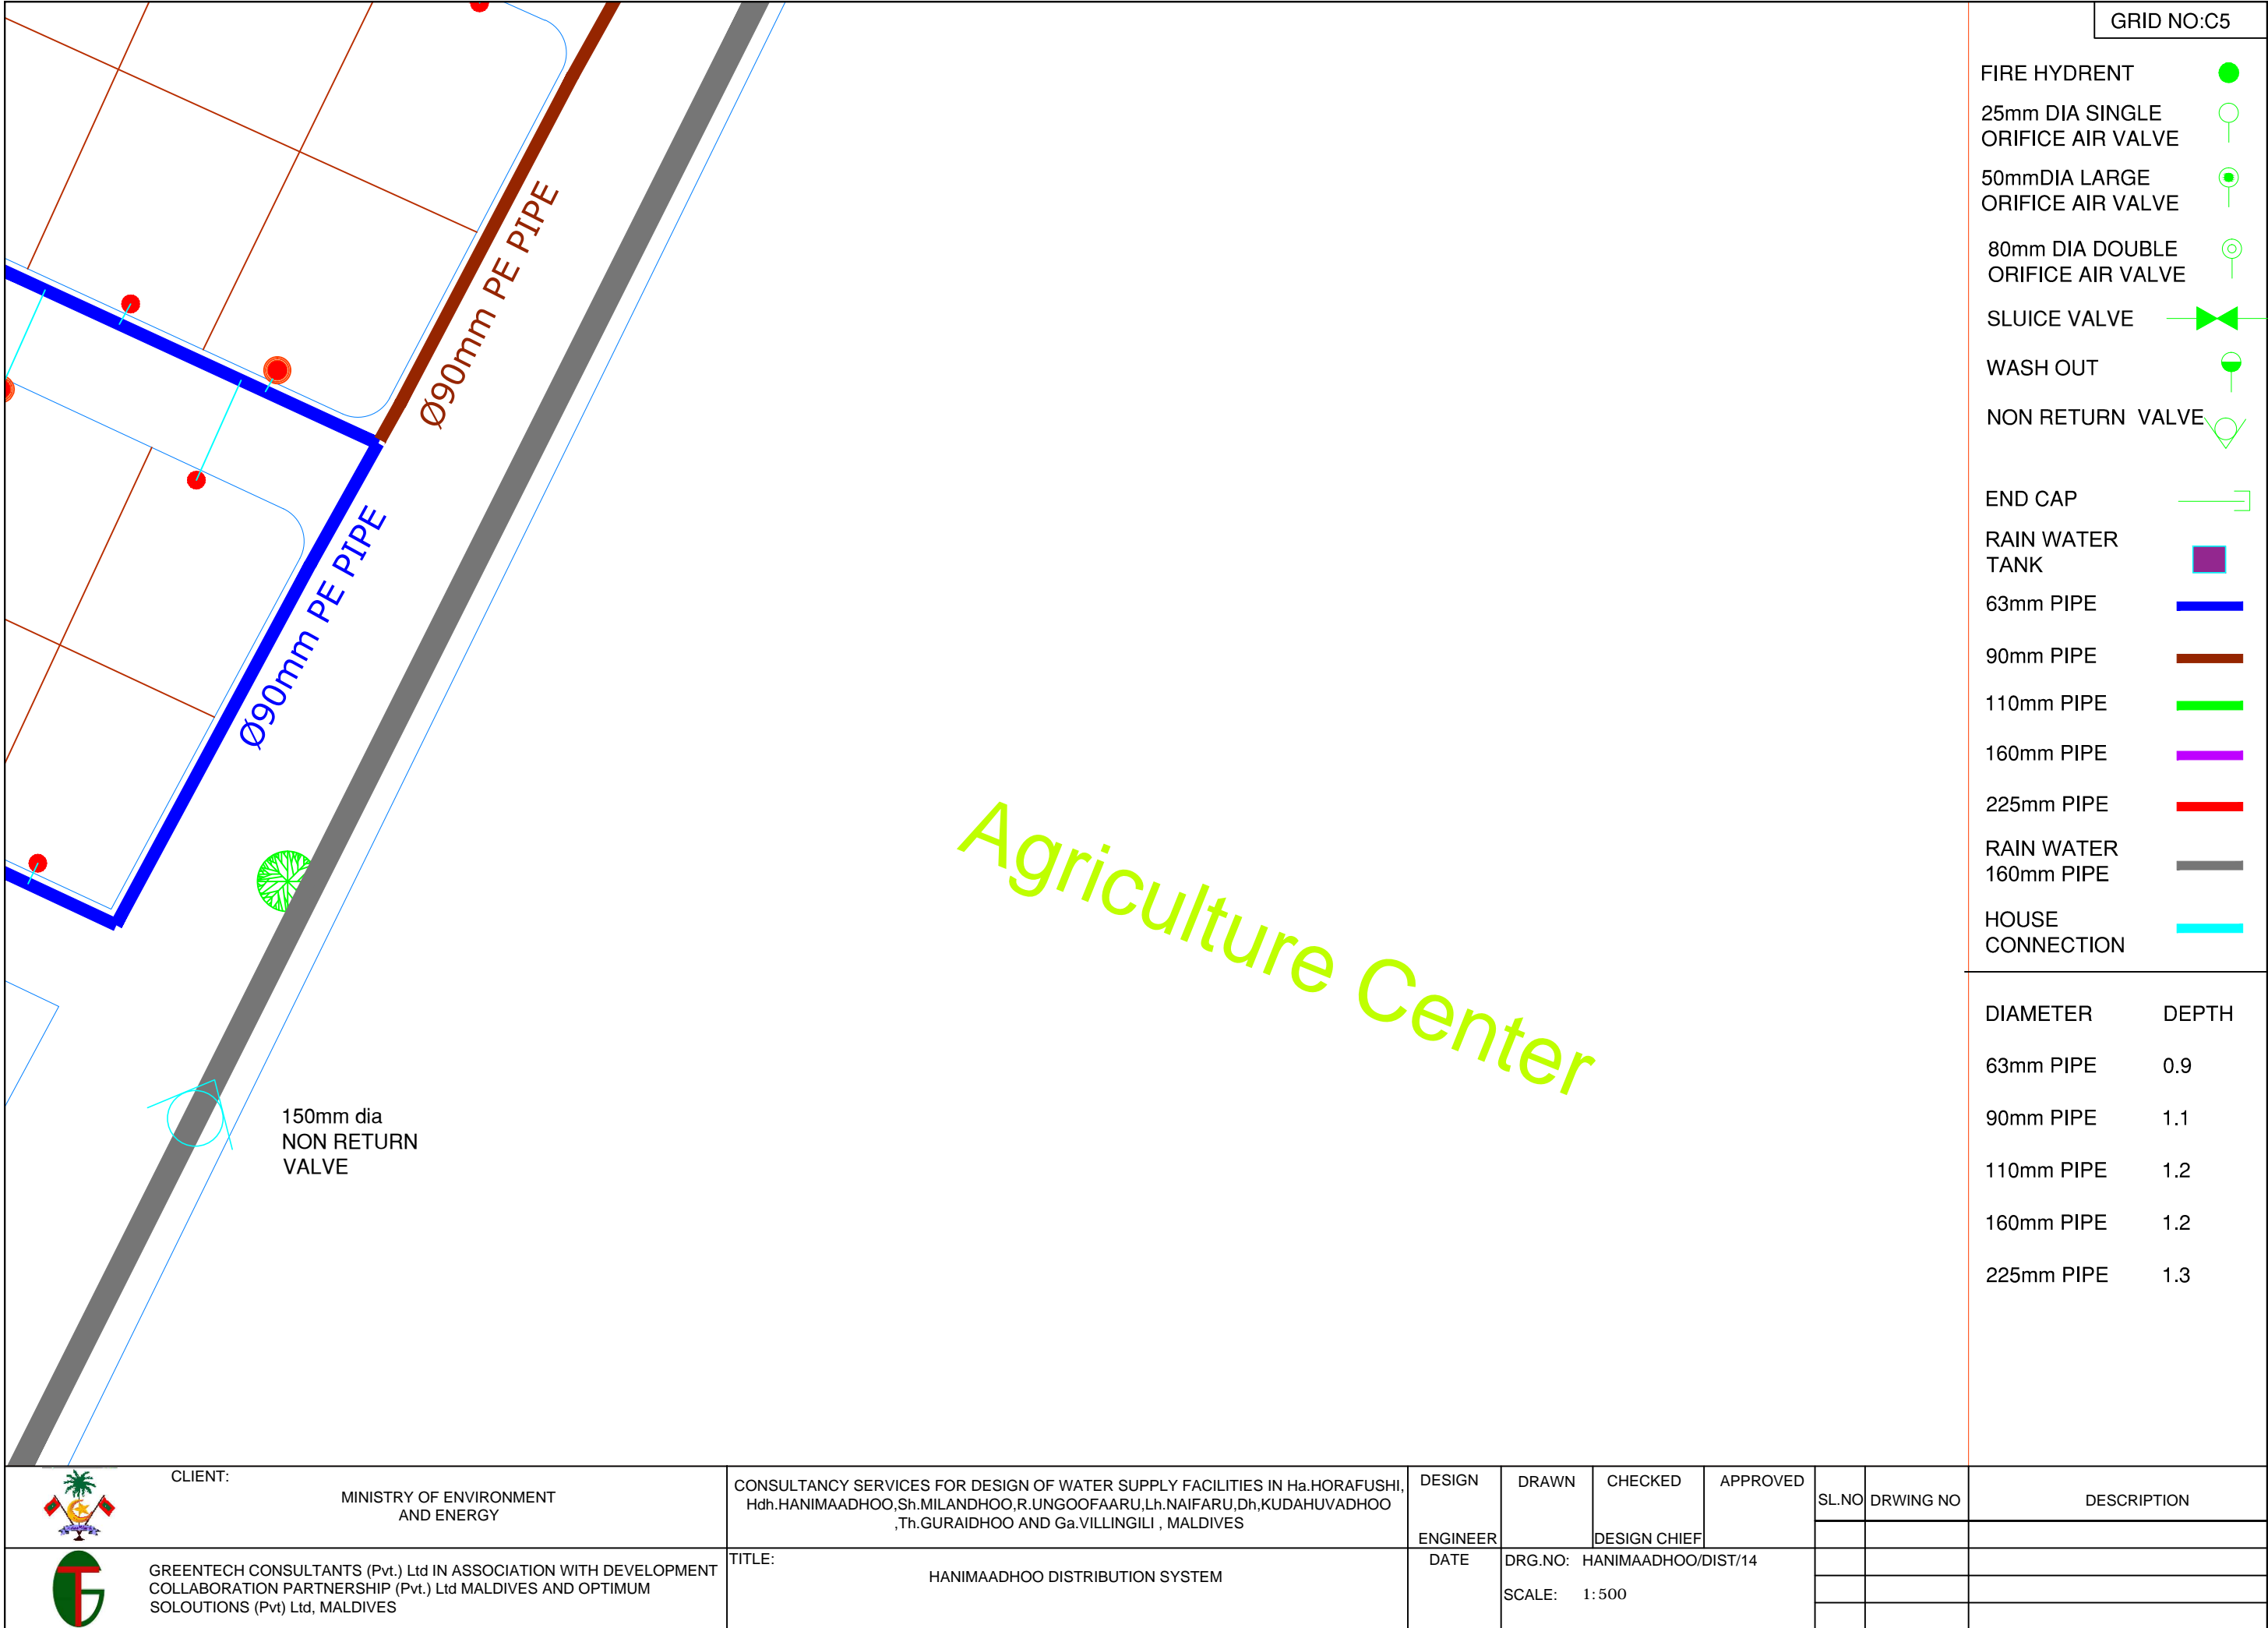 GRID NO:C5
FIRE HYDRENT
25mm DIA SINGLE
ORIFICE AIR VALVE
50mmDIA LARGE
ORIFICE AIR VALVE
80mm DIA DOUBLE
ORIFICE AIR VALVE
SLUICE VALVE
WASH OUT
NON RETURN VALVE
END CAP
RAIN WATER
TANK
63mm PIPE
90mm PIPE
110mm PIPE
160mm PIPE
225mm PIPE
RAIN WATER
160mm PIPE
HOUSE
CONNECTION
DIAMETER DEPTH
63mm PIPE 0.9
90mm PIPE 1.1
110mm PIPE 1.2
160mm PIPE 1.2
225mm PIPE 1.3
Ø90mm PE PIPE
Ø90mm PE PIPE
Agriculture Center
150mm dia
NON RETURN
VALVE
CLIENT:
MINISTRY OF ENVIRONMENT
AND ENERGY
GREENTECH CONSULTANTS (Pvt.) Ltd IN ASSOCIATION WITH DEVELOPMENT
COLLABORATION PARTNERSHIP (Pvt.) Ltd MALDIVES AND OPTIMUM
SOLOUTIONS (Pvt) Ltd, MALDIVES
CONSULTANCY SERVICES FOR DESIGN OF WATER SUPPLY FACILITIES IN Ha.HORAFUSHI,
Hdh.HANIMAADHOO,Sh.MILANDHOO,R.UNGOOFAARU,Lh.NAIFARU,Dh,KUDAHUVADHOO
,Th.GURAIDHOO AND Ga.VILLINGILI , MALDIVES
TITLE:
HANIMAADHOO DISTRIBUTION SYSTEM
DESIGN
ENGINEER
DRAWN
CHECKED
DESIGN CHIEF
APPROVED
DATE
DRG.NO: HANIMAADHOO/DIST/14
SCALE: 1:500
SL.NO DRWING NO DESCRIPTION